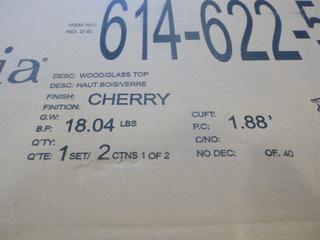 ITEM NO.
NO. D'E: 614-622-5
ia®
DESC: WOOD/GLASS TOP
DESC: HAUT BOIS/VERRE
FINISH: CHERRY
FINITION:
G.W: CUFT:
B.P: 18.04 LBS P.C: 1.88'
Q'TY: C/NO:
Q'TE: 1 SET/ 2 CTNS 1 OF 2 NO DEC: OF. 40